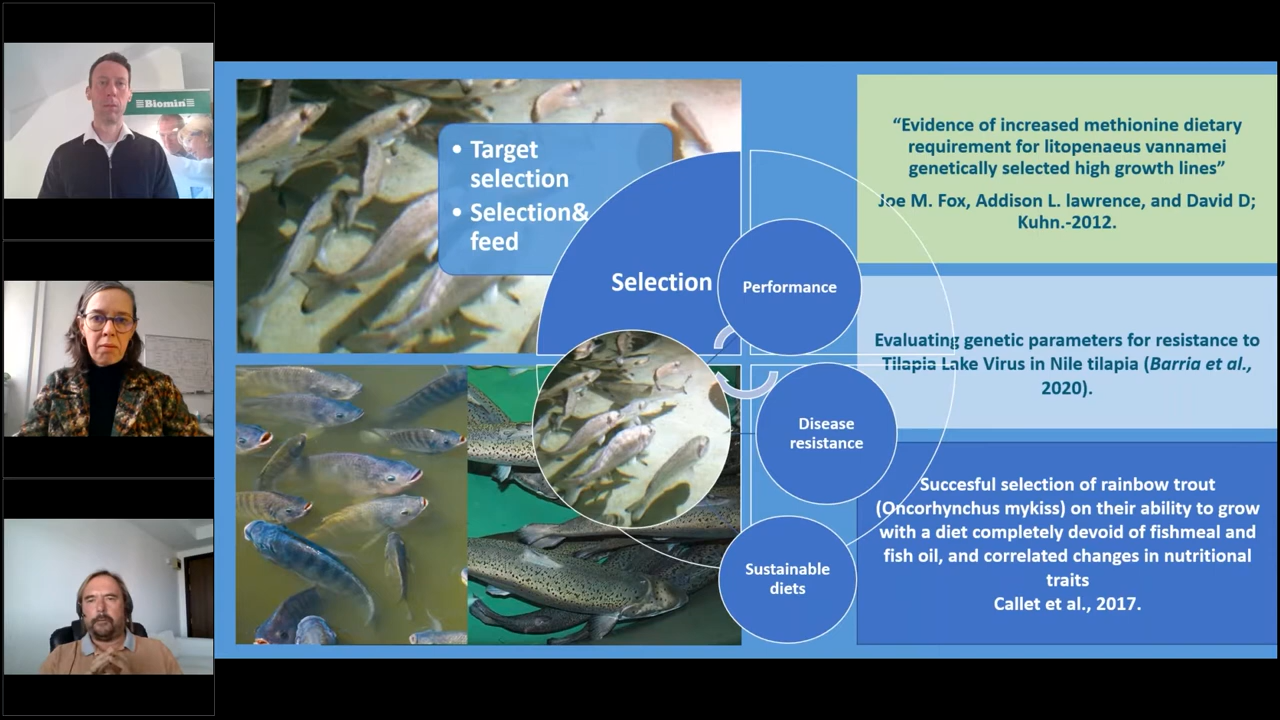 Biomin
• Target
selection
• Selection&
feed
Selection
Performance
Disease
resistance
Sustainable
diets
“Evidence of increased methionine dietary
requirement for litopenaeus vannamei
genetically selected high growth lines”
Joe M. Fox, Addison L. lawrence, and David D;
Kuhn.-2012.
Evaluating genetic parameters for resistance to
Tilapia Lake Virus in Nile tilapia (Barria et al.,
2020).
Succesful selection of rainbow trout
(Oncorhynchus mykiss) on their ability to grow
with a diet completely devoid of fishmeal and
fish oil, and correlated changes in nutritional
traits
Callet et al., 2017.